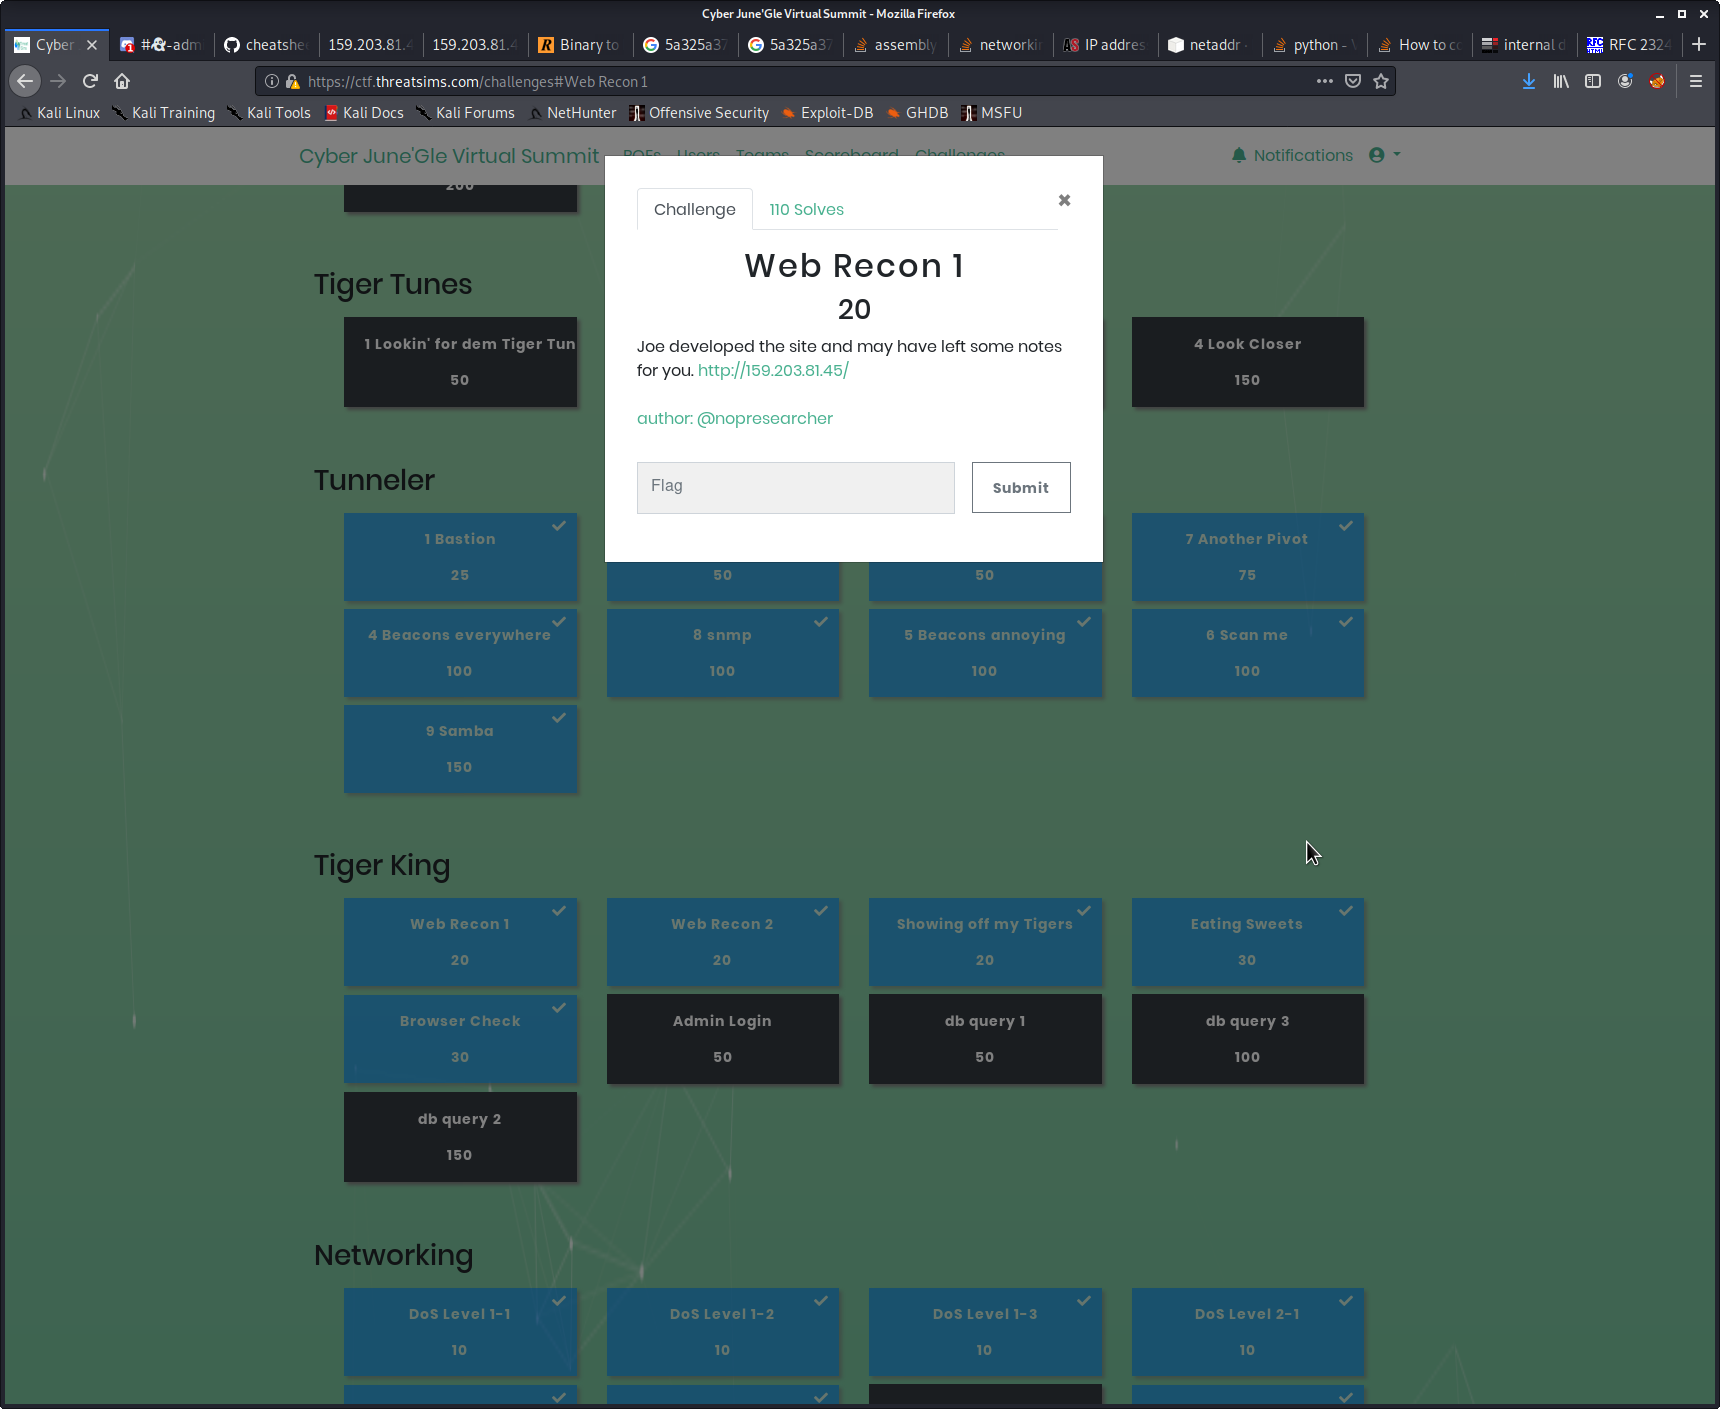 Cyber June'Gle Virtual Summit - Mozilla Firefox
Cyber
cheatshe
159.203.81.4
159.203.81.4
Binary to
5a325a37
5a325a37
assembly
networkin
IP addres
netaddr
python -
How to c
internal d
RFC 2324
https://ctf.threatsims.com/challenges#Web Recon 1
Kali Linux
Kali Training
Kali Tools
Kali Docs
Kali Forums
NetHunter
Offensive Security
Exploit-DB
GHDB
MSFU
Cyber June'Gle Virtual Summit
Users
Teams
Scoreboard
Challenges
Notifications
200
Challenge
110 Solves
Web Recon 1
20
Joe developed the site and may have left some notes
for you. http://159.203.81.45/
author: @nopresearcher
Flag
Submit
Tiger Tunes
1 Lookin' for dem Tiger Tun
50
4 Look Closer
150
Tunneler
1 Bastion
25
50
50
7 Another Pivot
75
4 Beacons everywhere
100
8 snmp
100
5 Beacons annoying
100
6 Scan me
100
9 Samba
150
Tiger King
Web Recon 1
20
Web Recon 2
20
Showing off my Tigers
20
Eating Sweets
30
Browser Check
30
Admin Login
50
db query 1
50
db query 3
100
db query 2
150
Networking
DoS Level 1-1
10
DoS Level 1-2
10
DoS Level 1-3
10
DoS Level 2-1
10